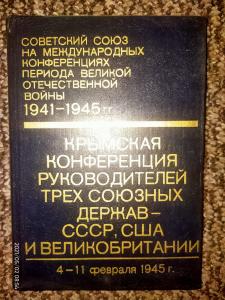 СОВЕТСКИЙ СОЮЗ
НА МЕЖДУНАРОДНЫХ
КОНФЕРЕНЦИЯХ
ПЕРИОДА ВЕЛИКОЙ
ОТЕЧЕСТВЕННОЙ
ВОЙНЫ
1941–1945 гг.
КРЫМСКАЯ
КОНФЕРЕНЦИЯ
РУКОВОДИТЕЛЕЙ
ТРЕХ СОЮЗНЫХ
ДЕРЖАВ–
СССР, США
И ВЕЛИКОБРИТАНИИ
4–11 февраля 1945 г.